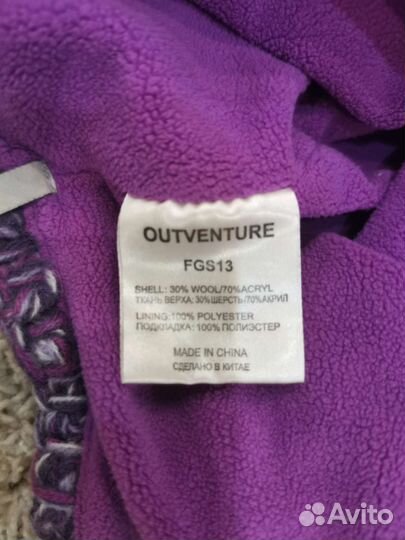 OUTVENTURE
FGS13
SHELL: 30% WOOL/70%ACRYL
ТКАНЬ ВЕРХА: 30%ШЕРСТЬ/70%АКРИЛ
LINING:100% POLYESTER
ПОДКЛАДКА:100% ПОЛИЭСТЕР
MADE IN CHINA
СДЕЛАНО В КИТАЕ
Avito